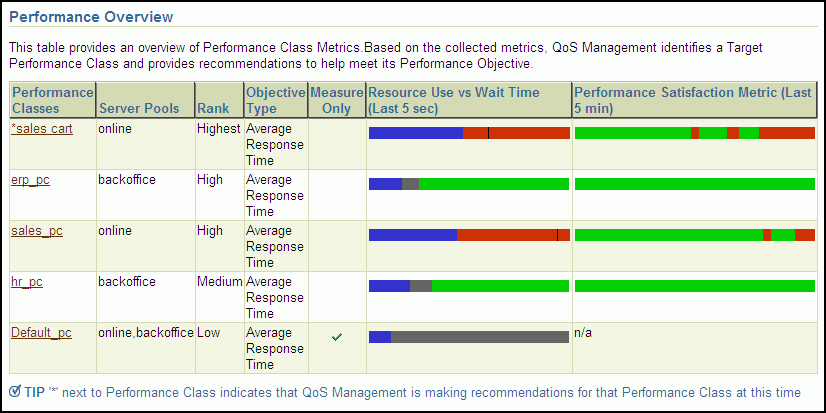 Performance Overview
This table provides an overview of Performance Class Metrics.Based on the collected metrics, QoS Management identifies a Target
Performance Class and provides recommendations to help meet its Performance Objective.
Performance Classes Server Pools Rank Objective Type Measure Only Resource Use vs Wait Time (Last 5 sec) Performance Satisfaction Metric (Last 5 min)
*sales cart online Highest Average Response Time
erp_pc backoffice High Average Response Time
sales_pc online High Average Response Time
hr_pc backoffice Medium Average Response Time
Default_pc online,backoffice Low Average Response Time n/a
TIP '*' next to Performance Class indicates that QoS Management is making recommendations for that Performance Class at this time